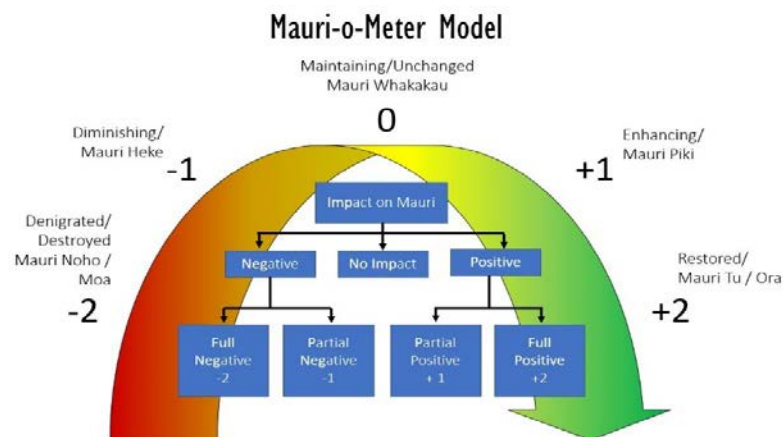 Mauri-o-Meter Model
Maintaining/Unchanged
Mauri Whakakau
0
Diminishing/
Mauri Heke
-1
Enhancing/
Mauri Piki
+1
Denigrated/
Destroyed
Mauri Noho /
Moa
-2
Restored/
Mauri Tu / Ora
+2
Impact on Mauri
Negative
No Impact
Positive
Full
Negative
-2
Partial
Negative
-1
Partial
Positive
+ 1
Full
Positive
+2